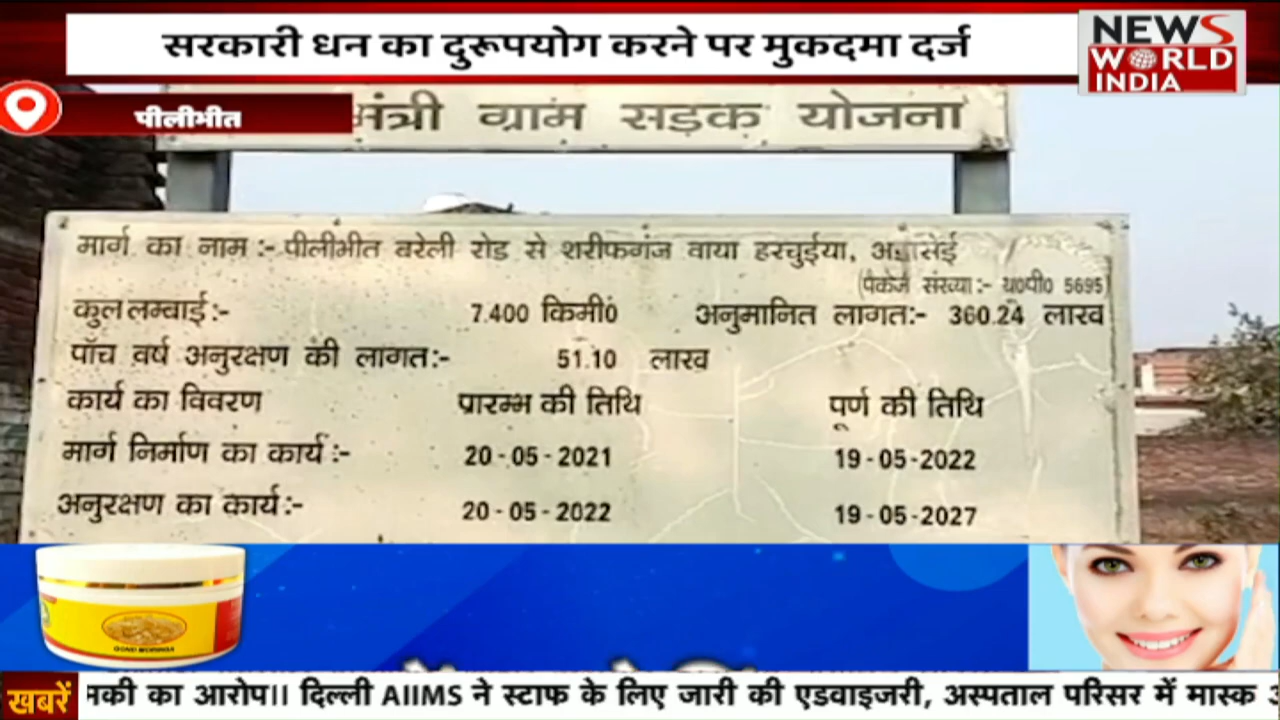 सरकारी धन का दुरूपयोग करने पर मुकदमा दर्ज
NEWS
WORLD
INDIA
पीलीभीत
मंत्री ग्राम सड़क योजना
मार्ग का नाम :- पीलीभीत बरेली रोड से शरीफगंज वाया हरचुईया,
(पैकेज संख्या:- यू0पी0 5695)
कुल लम्बाई:- 7.400 किमी0 अनुमानित लागत:- 360.24 लाख
पॉच वर्ष अनुरक्षण की लागत:- 51.10 लाख
कार्य का विवरण प्रारम्भ की तिथि पूर्ण की तिथि
मार्ग निर्माण का कार्य:- 20-05-2021 19-05-2022
अनुरक्षण का कार्य:- 20-05-2022 19-05-2027
GOND MORINGA
खबरें
मकी का आरोप।। दिल्ली AIIMS ने स्टाफ के लिए जारी की एडवाइजरी, अस्पताल परिसर में मास्क